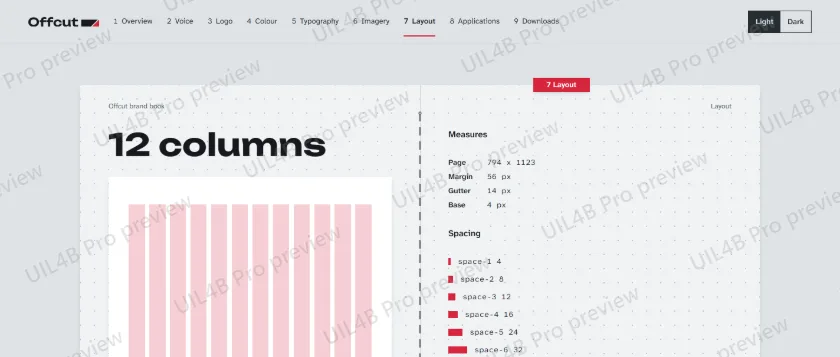 Offcut
1 Overview
2 Voice
3 Logo
4 Colour
5 Typography
6 Imagery
7 Layout
8 Applications
9 Downloads
Light
Dark
7 Layout
Offcut brand book
Layout
12 columns
Measures
Page 794 x 1123
Margin 56 px
Gutter 14 px
Base 4 px
Spacing
space-1 4
space-2 8
space-3 12
space-4 16
space-5 24
space-6 32
UIL4B Pro preview